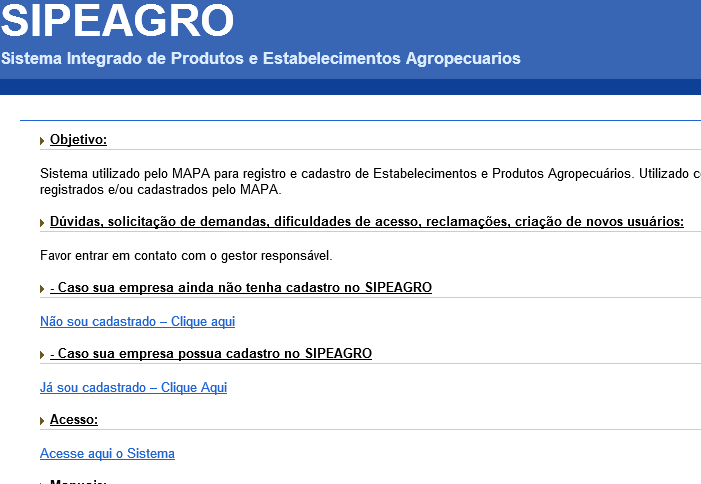 SIPEAGRO
Sistema Integrado de Produtos e Estabelecimentos Agropecuarios
Objetivo:
Sistema utilizado pelo MAPA para registro e cadastro de Estabelecimentos e Produtos Agropecuários. Utilizado c
registrados e/ou cadastrados pelo MAPA.
Dúvidas, solicitação de demandas, dificuldades de acesso, reclamações, criação de novos usuários:
Favor entrar em contato com o gestor responsável.
- Caso sua empresa ainda não tenha cadastro no SIPEAGRO
Não sou cadastrado – Clique aqui
- Caso sua empresa possua cadastro no SIPEAGRO
Já sou cadastrado – Clique Aqui
Acesso:
Acesse aqui o Sistema
Manuais: